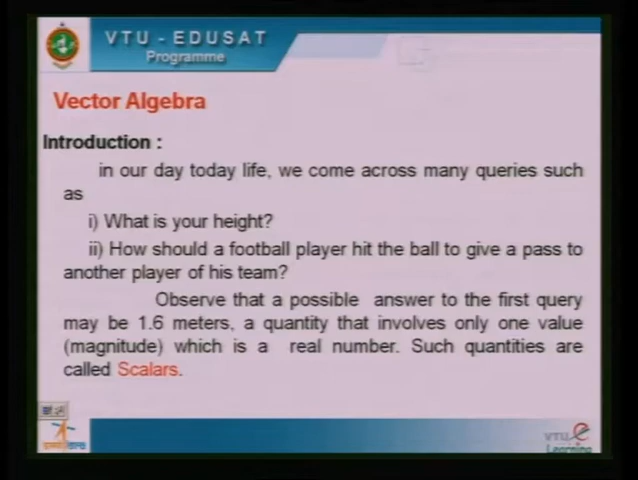 VTU - EDUSAT
Programme
Vector Algebra
Introduction :
in our day today life, we come across many queries such
as
i) What is your height?
ii) How should a football player hit the ball to give a pass to
another player of his team?
Observe that a possible answer to the first query
may be 1.6 meters, a quantity that involves only one value
(magnitude) which is a real number. Such quantities are
called Scalars.
VTU e
Learning